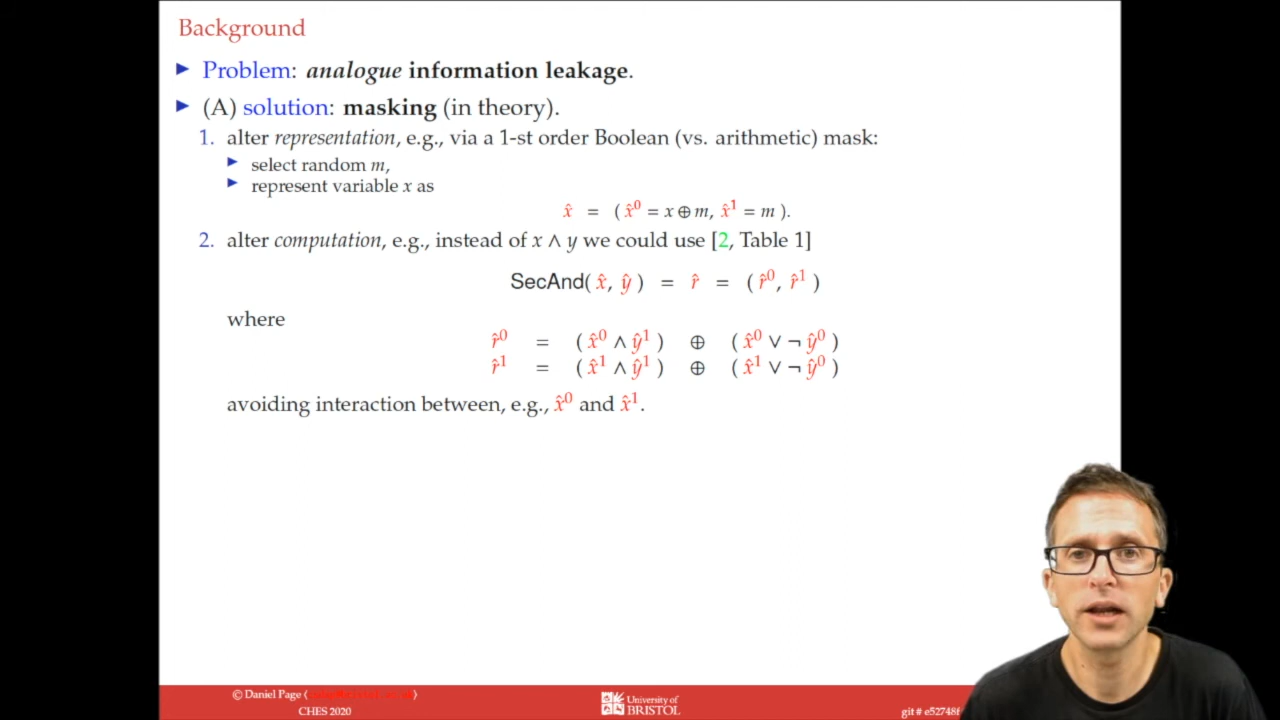 Background
▶ Problem: analogue information leakage.
▶ (A) solution: masking (in theory).
1. alter representation, e.g., via a 1-st order Boolean (vs. arithmetic) mask:
▶ select random m,
▶ represent variable x as
x̂ = ( x̂⁰ = x ⊕ m, x̂¹ = m ).
2. alter computation, e.g., instead of x ∧ y we could use [2, Table 1]
SecAnd( x̂, ŷ ) = r̂ = ( r̂⁰, r̂¹ )
where
r̂⁰ = ( x̂⁰ ∧ ŷ¹ ) ⊕ ( x̂⁰ ∨ ¬ ŷ⁰ )
r̂¹ = ( x̂¹ ∧ ŷ¹ ) ⊕ ( x̂¹ ∨ ¬ ŷ⁰ )
avoiding interaction between, e.g., x̂⁰ and x̂¹.
© Daniel Page ( )
CHES 2020
University of
BRISTOL
git # e52748f